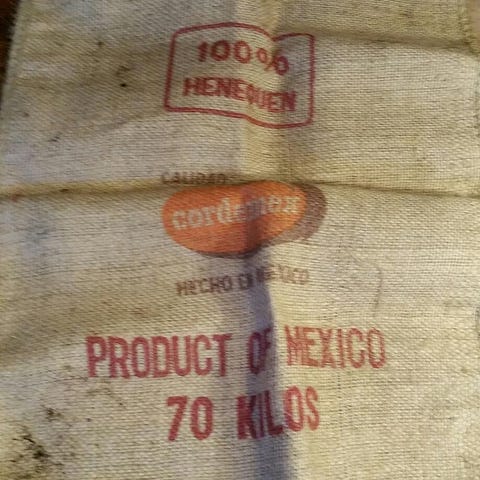 100%
HENEQUEN
CALIDAD
cordemex
HECHO EN MEXICO
PRODUCT OF MEXICO
70 KILOS